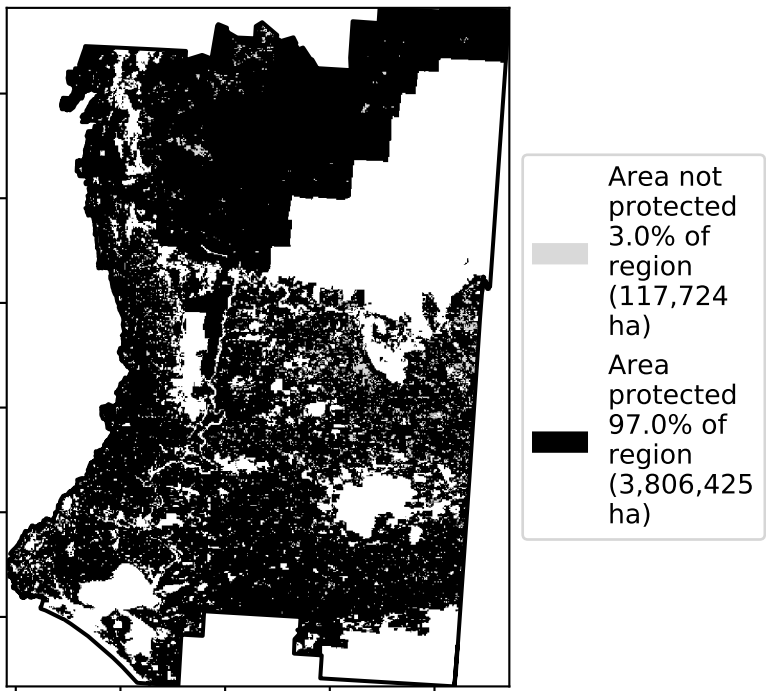 Area not
protected
3.0% of
region
(117,724
ha)
Area
protected
97.0% of
region
(3,806,425
ha)